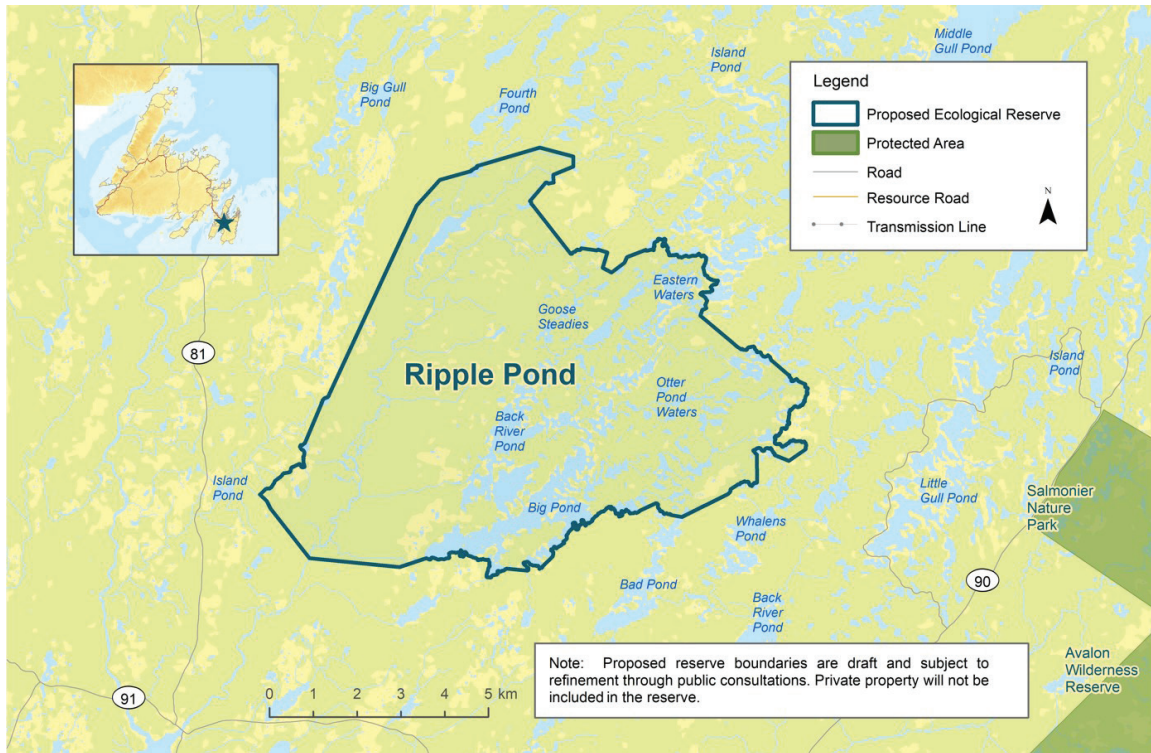 Middle
Gull Pond
Island
Pond
Big Gull
Pond
Fourth
Pond
Legend
Proposed Ecological Reserve
Protected Area
Road
Resource Road
Transmission Line
N
Eastern
Waters
Goose
Steadies
81
Island
Pond
Ripple Pond
Otter
Pond
Waters
Back
River
Pond
Island
Pond
Little
Gull Pond
Salmonier
Nature
Park
Big Pond
Whalens
Pond
90
Bad Pond
Back
River
Pond
Note: Proposed reserve boundaries are draft and subject to
refinement through public consultations. Private property will not be
included in the reserve.
Avalon
Wilderness
Reserve
0 1 2 3 4 5 km
91